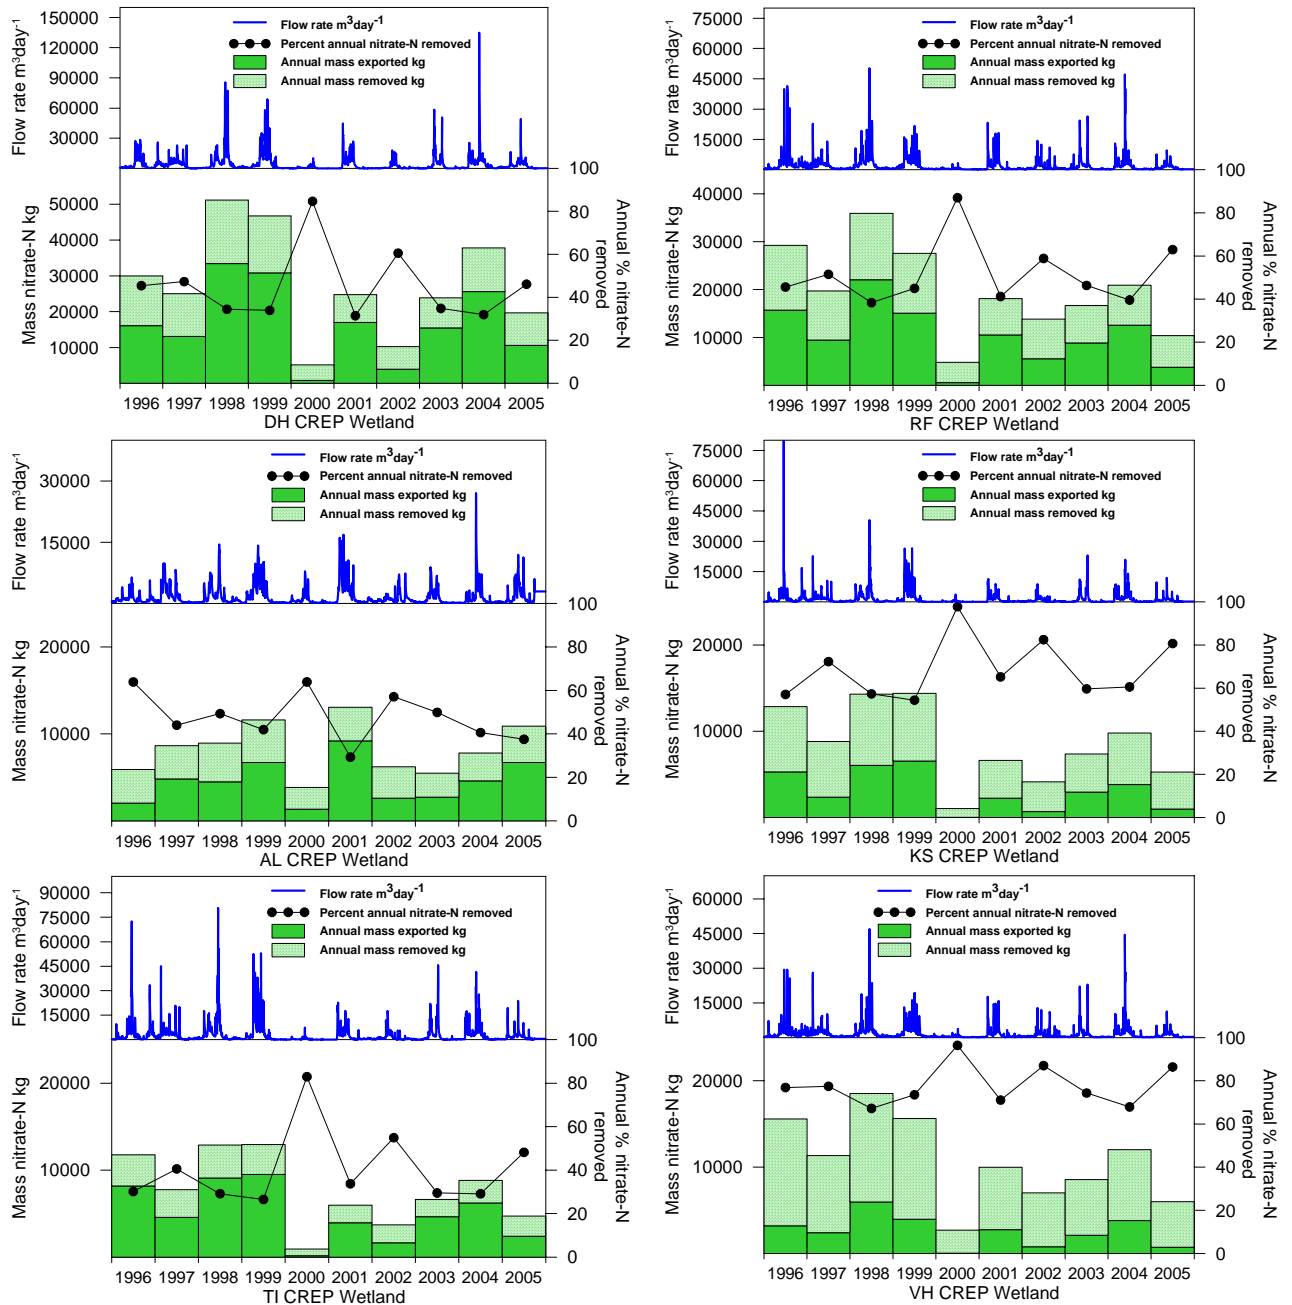 Flow rate m³day⁻¹
150000
120000
90000
60000
30000
Flow rate m³day⁻¹
Percent annual nitrate-N removed
Annual mass exported kg
Annual mass removed kg
Mass nitrate-N kg
50000
40000
30000
20000
10000
100
80
60
40
20
0
Annual % nitrate-N
removed
1996 1997 1998 1999 2000 2001 2002 2003 2004 2005
DH CREP Wetland
Flow rate m³day⁻¹
75000
60000
45000
30000
15000
Flow rate m³day⁻¹
Percent annual nitrate-N removed
Annual mass exported kg
Annual mass removed kg
Mass nitrate-N kg
40000
30000
20000
10000
100
80
60
40
20
0
Annual % nitrate-N
removed
1996 1997 1998 1999 2000 2001 2002 2003 2004 2005
RF CREP Wetland
Flow rate m³day⁻¹
30000
15000
Flow rate m³day⁻¹
Percent annual nitrate-N removed
Annual mass exported kg
Annual mass removed kg
Mass nitrate-N kg
20000
10000
100
80
60
40
20
0
Annual % nitrate-N
removed
1996 1997 1998 1999 2000 2001 2002 2003 2004 2005
AL CREP Wetland
Flow rate m³day⁻¹
75000
60000
45000
30000
15000
Flow rate m³day⁻¹
Percent annual nitrate-N removed
Annual mass exported kg
Annual mass removed kg
Mass nitrate-N kg
20000
10000
100
80
60
40
20
0
Annual % nitrate-N
removed
1996 1997 1998 1999 2000 2001 2002 2003 2004 2005
KS CREP Wetland
Flow rate m³day⁻¹
90000
75000
60000
45000
30000
15000
Flow rate m³day⁻¹
Percent annual nitrate-N removed
Annual mass exported kg
Annual mass removed kg
Mass nitrate-N kg
20000
10000
100
80
60
40
20
0
Annual % nitrate-N
removed
1996 1997 1998 1999 2000 2001 2002 2003 2004 2005
TI CREP Wetland
Flow rate m³day⁻¹
60000
45000
30000
15000
Flow rate m³day⁻¹
Percent annual nitrate-N removed
Annual mass exported kg
Annual mass removed kg
Mass nitrate-N kg
20000
10000
100
80
60
40
20
0
Annual % nitrate-N
removed
1996 1997 1998 1999 2000 2001 2002 2003 2004 2005
VH CREP Wetland